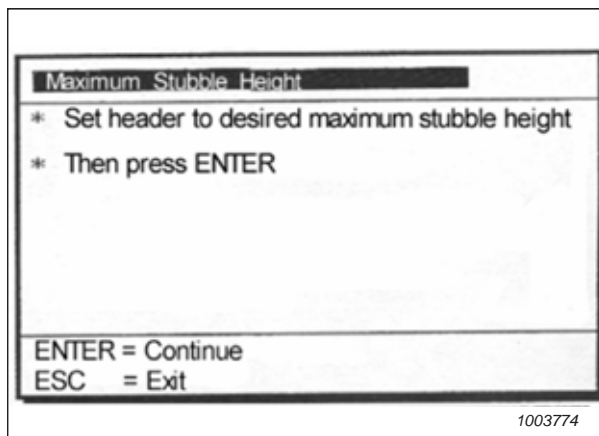 Maximum Stubble Height
* Set header to desired maximum stubble height
* Then press ENTER
ENTER = Continue
ESC = Exit
1003774